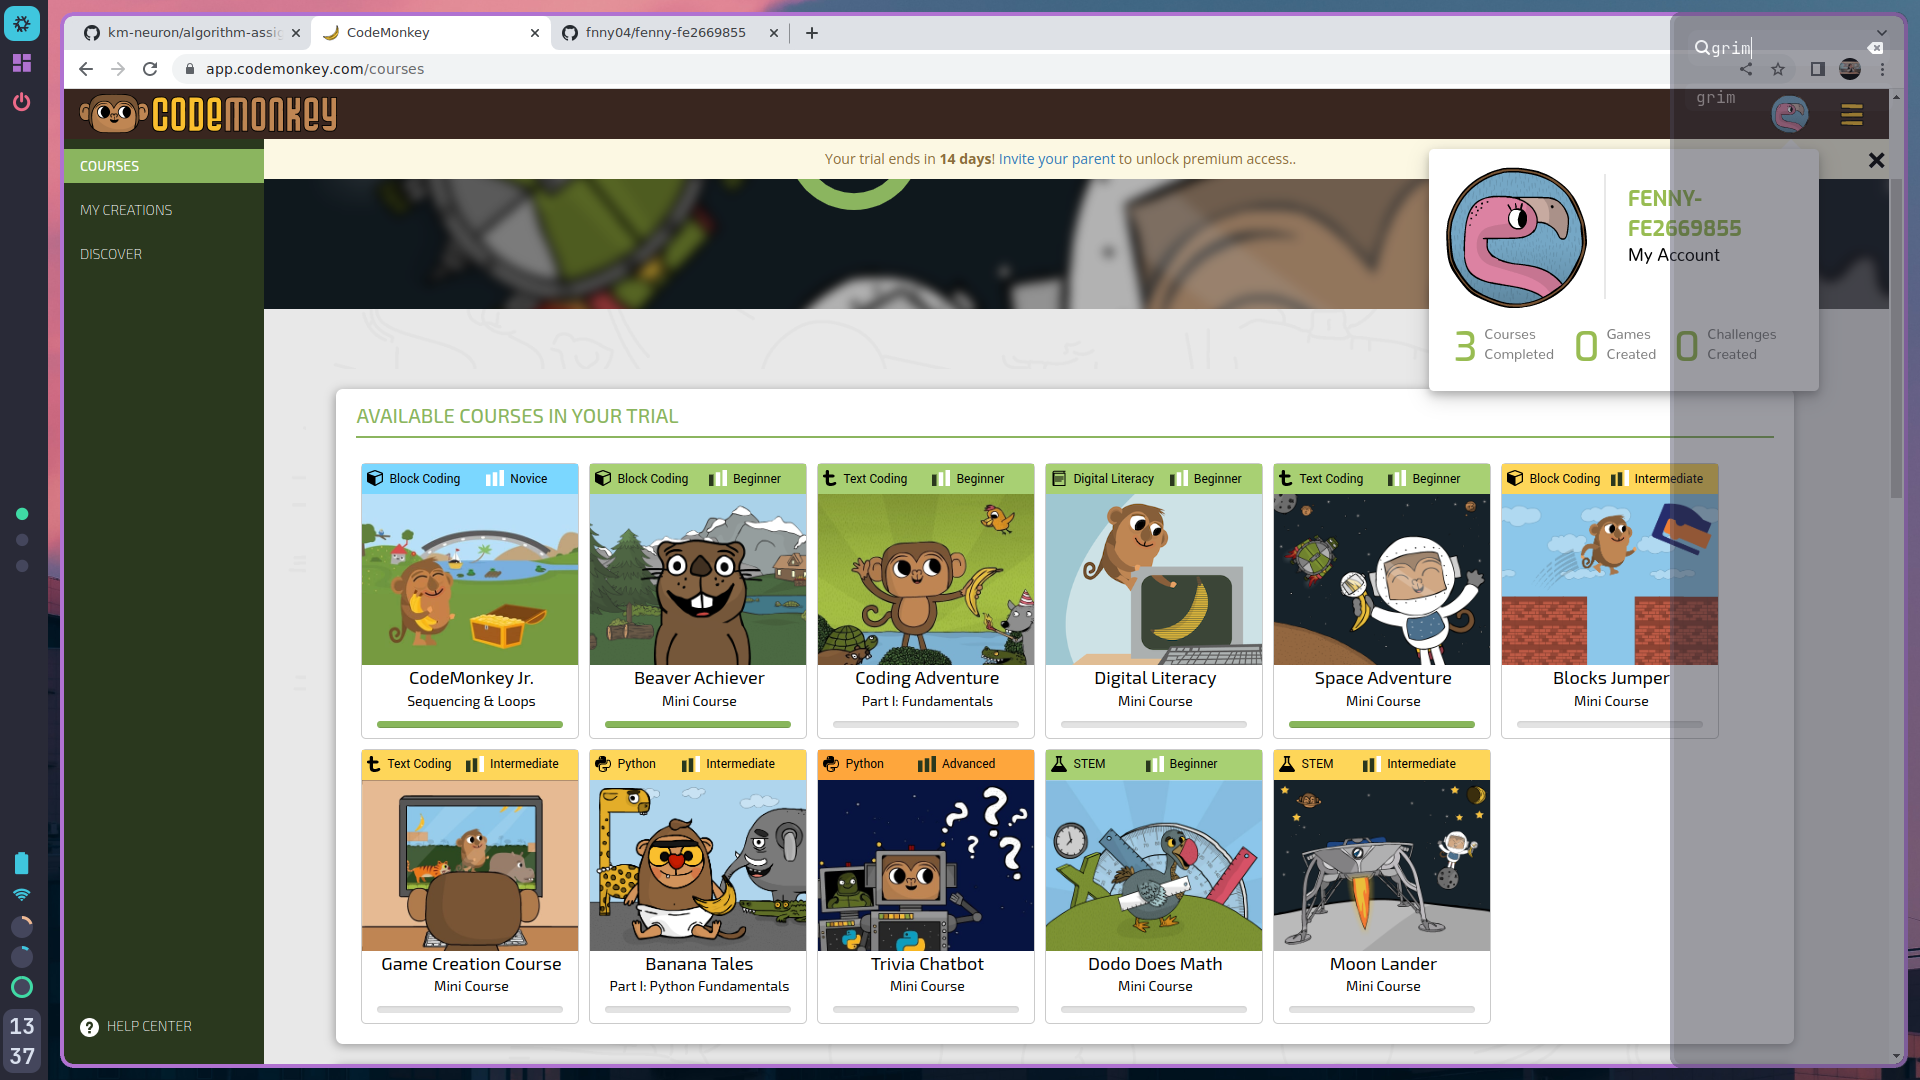 km-neuron/algorithm-assig
CodeMonkey
fnny04/fenny-fe2669855
app.codemonkey.com/courses
grim
grim
CODEMONKEY
COURSES
MY CREATIONS
DISCOVER
Your trial ends in 14 days! Invite your parent to unlock premium access..
FENNY-
FE2669855
My Account
3 Courses Completed
0 Games Created
0 Challenges Created
AVAILABLE COURSES IN YOUR TRIAL
Block Coding Novice
CodeMonkey Jr.
Sequencing & Loops
Block Coding Beginner
Beaver Achiever
Mini Course
Text Coding Beginner
Coding Adventure
Part I: Fundamentals
Digital Literacy Beginner
Digital Literacy
Mini Course
Text Coding Beginner
Space Adventure
Mini Course
Block Coding Intermediate
Blocks Jumper
Mini Course
Text Coding Intermediate
Game Creation Course
Mini Course
Python Intermediate
Banana Tales
Part I: Python Fundamentals
Python Advanced
Trivia Chatbot
Mini Course
STEM Beginner
Dodo Does Math
Mini Course
STEM Intermediate
Moon Lander
Mini Course
HELP CENTER
13
37